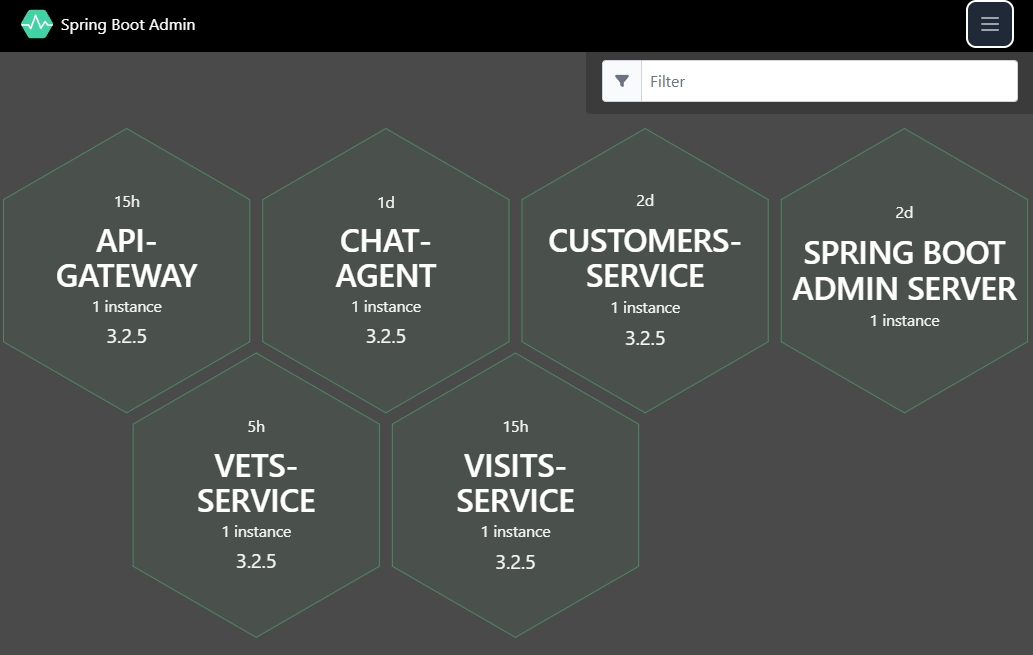 Spring Boot Admin
Filter
15h
API-
GATEWAY
1 instance
3.2.5
1d
CHAT-
AGENT
1 instance
3.2.5
2d
CUSTOMERS-
SERVICE
1 instance
3.2.5
2d
SPRING BOOT
ADMIN SERVER
1 instance
5h
VETS-
SERVICE
1 instance
3.2.5
15h
VISITS-
SERVICE
1 instance
3.2.5